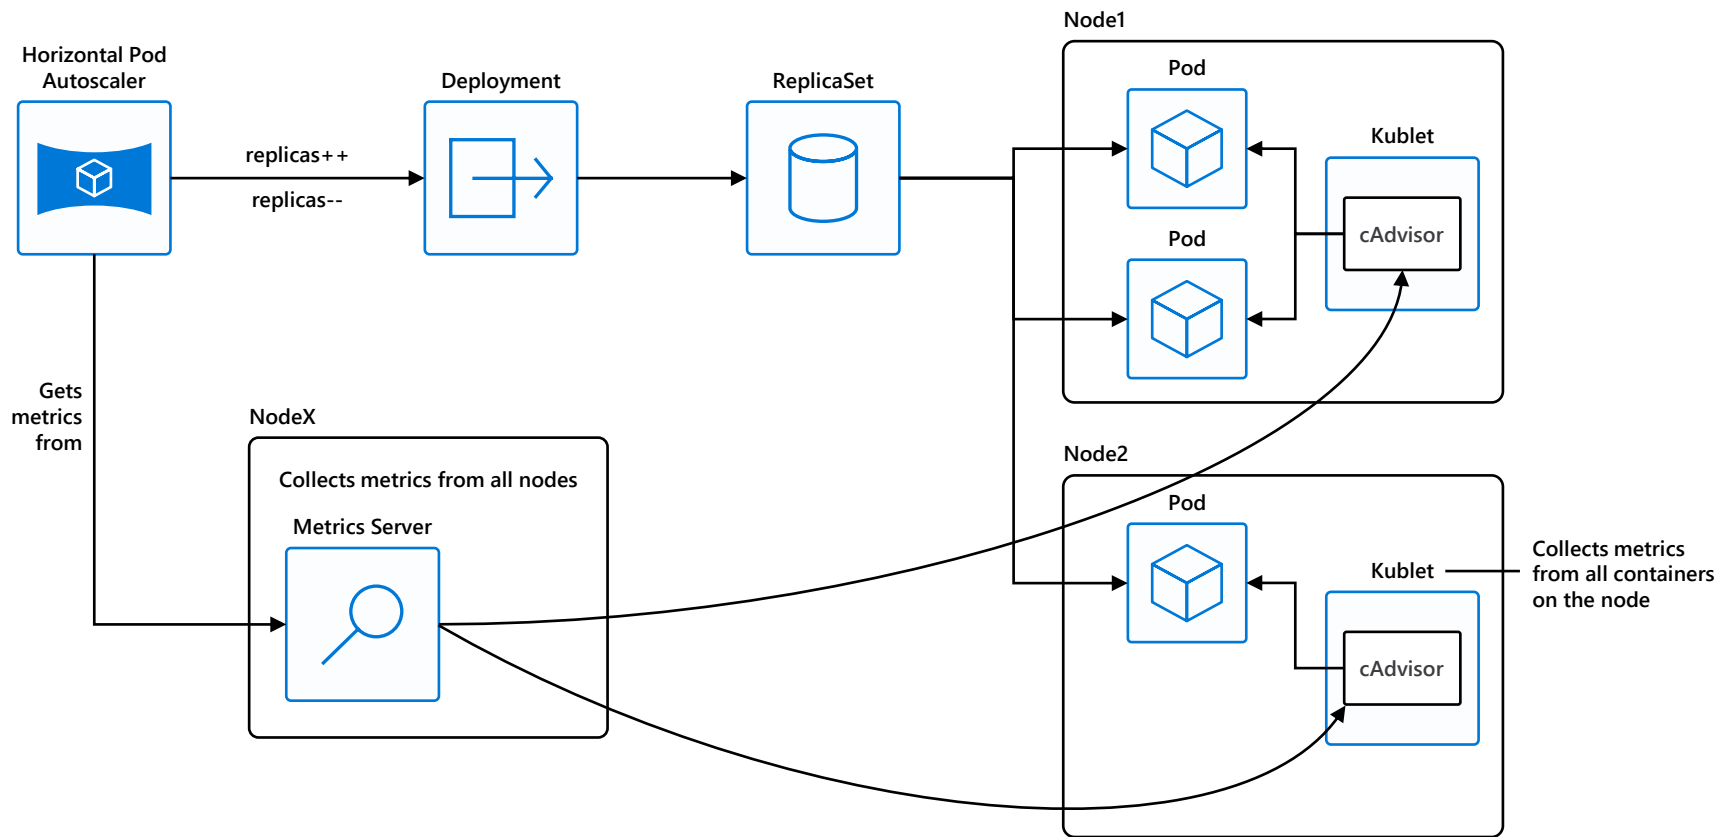 Node1
Horizontal Pod
Autoscaler
Deployment
ReplicaSet
Pod
Kublet
replicas++
replicas--
cAdvisor
Pod
Gets
metrics
from
NodeX
Collects metrics from all nodes
Metrics Server
Node2
Pod
Kublet
Collects metrics
from all containers
on the node
cAdvisor